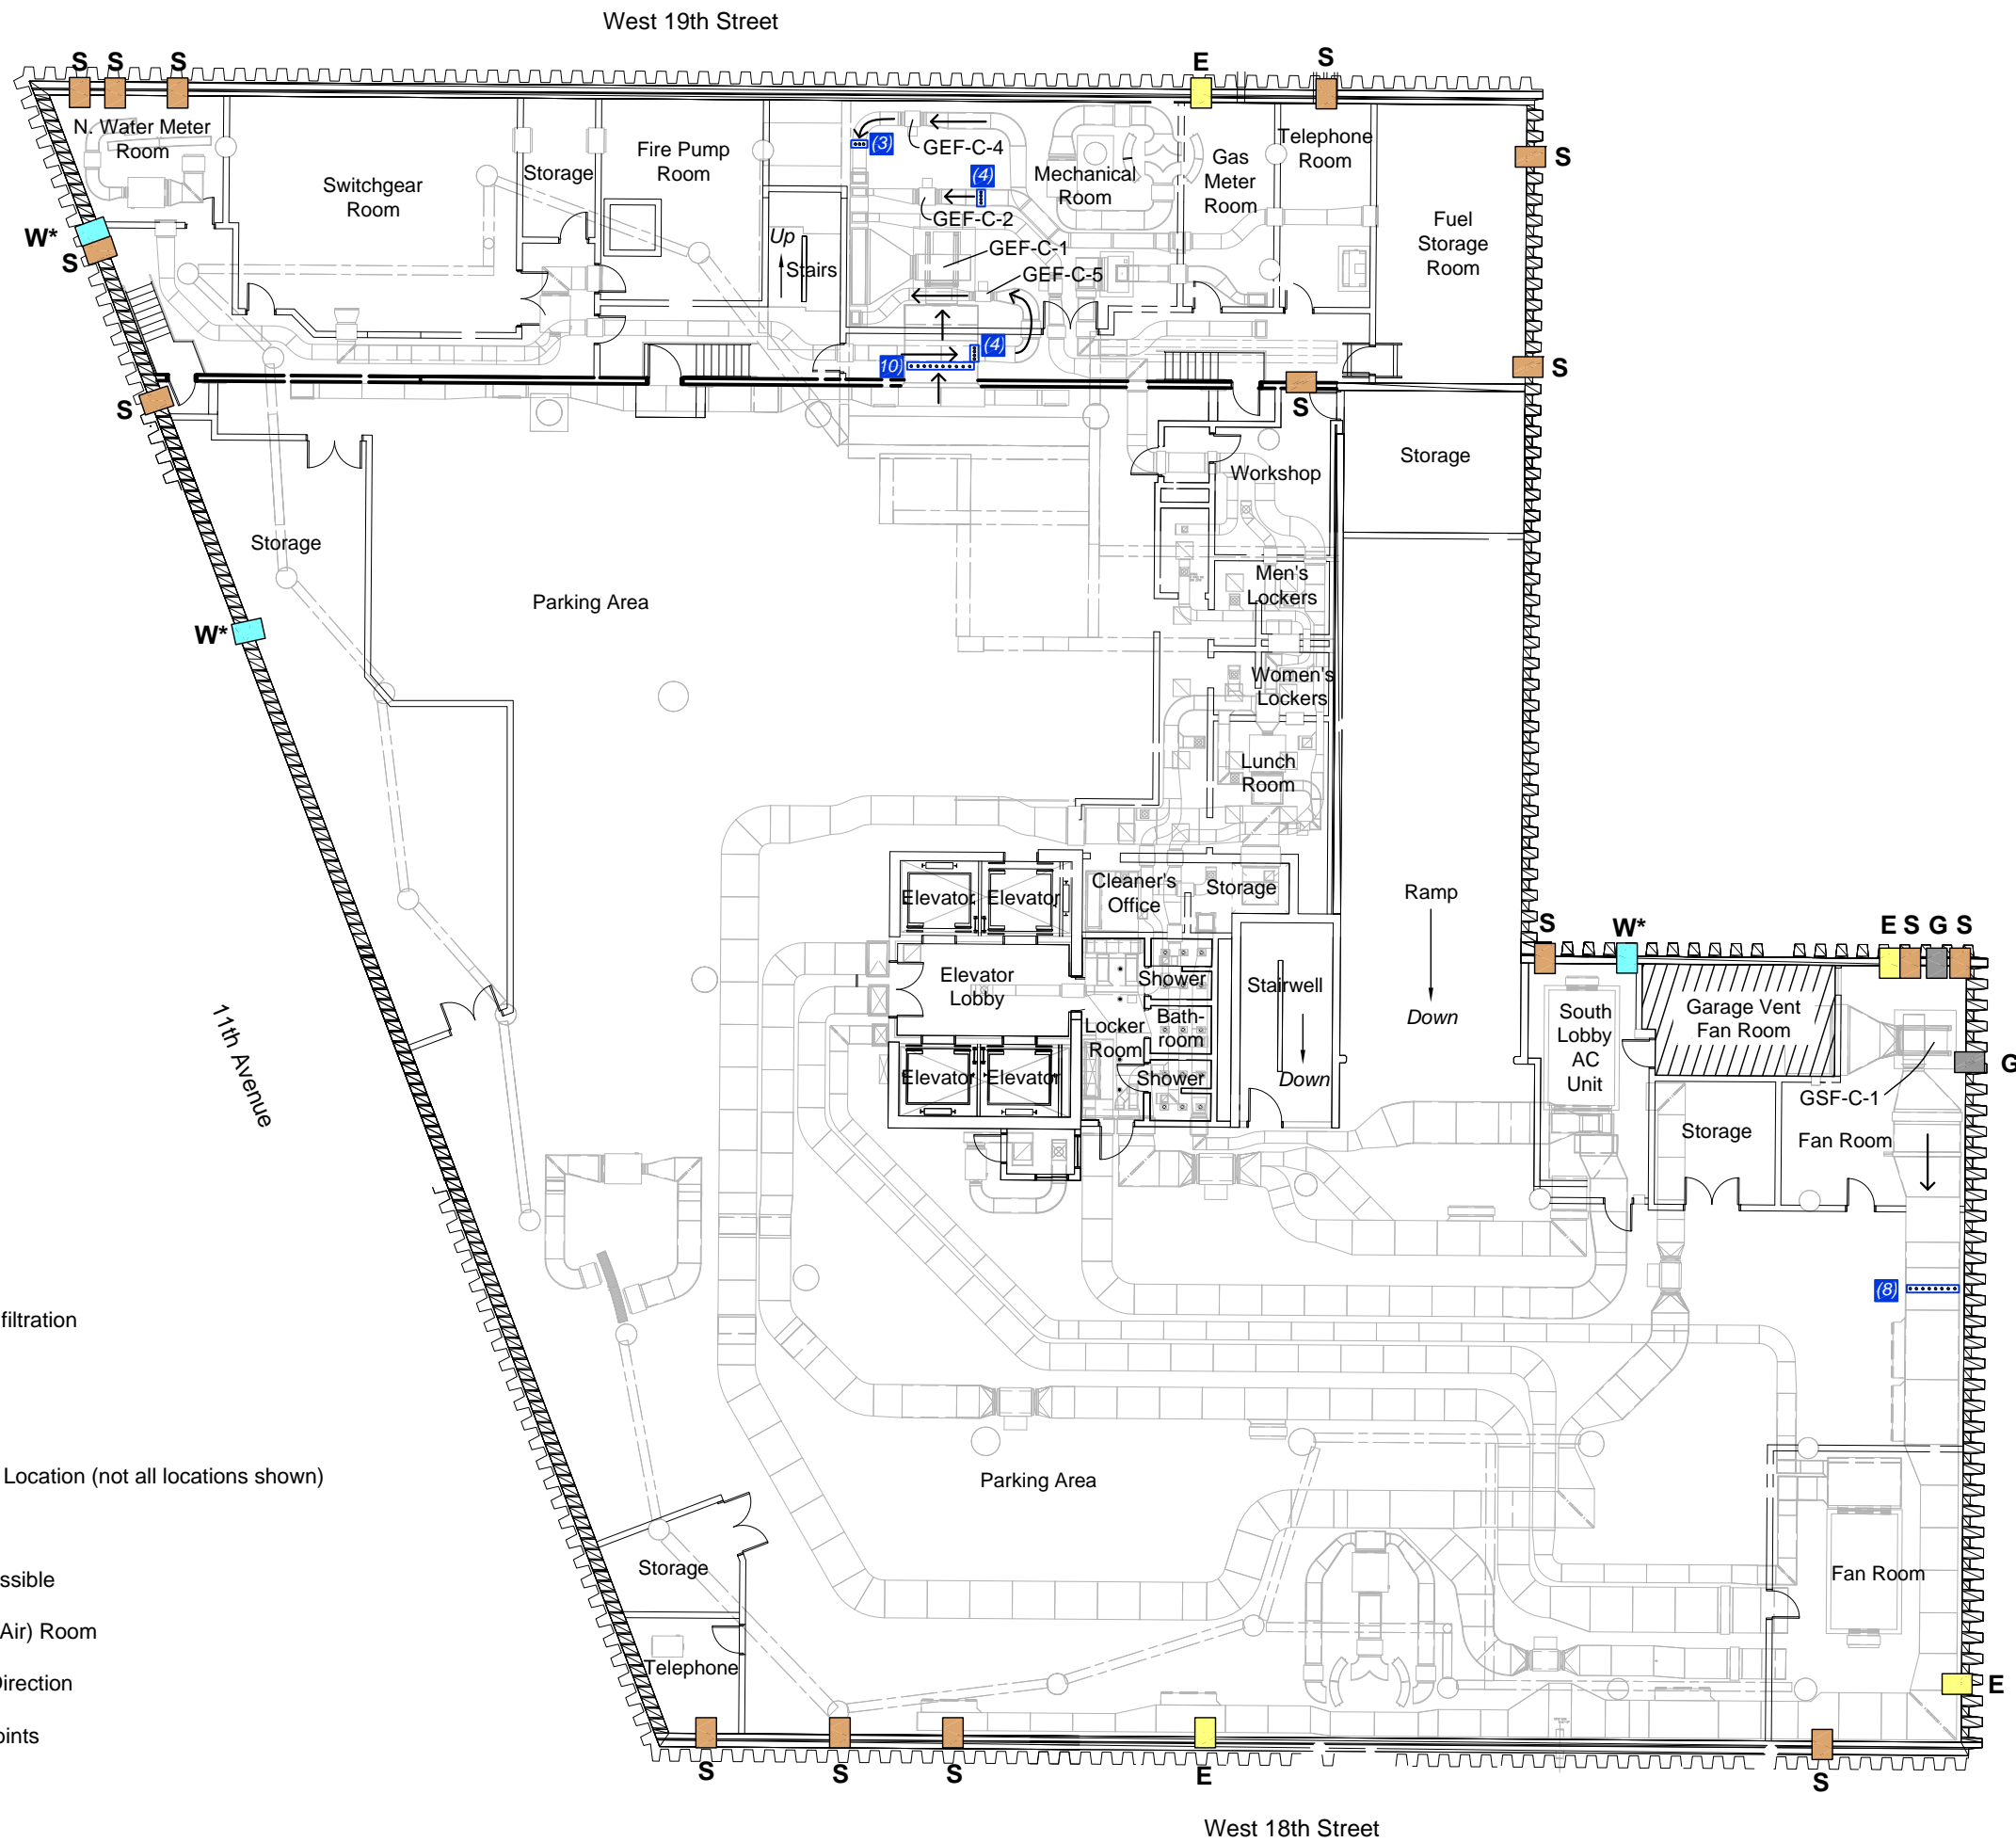 West 19th Street
S
S
S
E
S
N. Water Meter
Room
Switchgear
Room
Storage
Fire Pump
Room
(3)
GEF-C-4
(4)
GEF-C-2
Mechanical
Room
Gas
Meter
Room
Telephone
Room
S
Fuel
Storage
Room
W*
S
Up
Stairs
GEF-C-1
GEF-C-5
(4)
10)
S
S
S
Storage
Workshop
Storage
Parking Area
Men's
Lockers
W*
Women's
Lockers
Lunch
Room
Elevator
Elevator
Cleaner's
Office
Storage
Ramp
Down
S
W*
E
S
G
S
Elevator
Lobby
Shower
Locker
Room
Bath-
room
Shower
Stairwell
Down
South
Lobby
AC
Unit
Garage Vent
Fan Room
G
GSF-C-1
11th Avenue
Elevator
Elevator
Storage
Fan Room
(8)
filtration
Location (not all locations shown)
Parking Area
Storage
Fan Room
ssible
Air) Room
Direction
oints
Telephone
E
S
S
S
E
S
West 18th Street